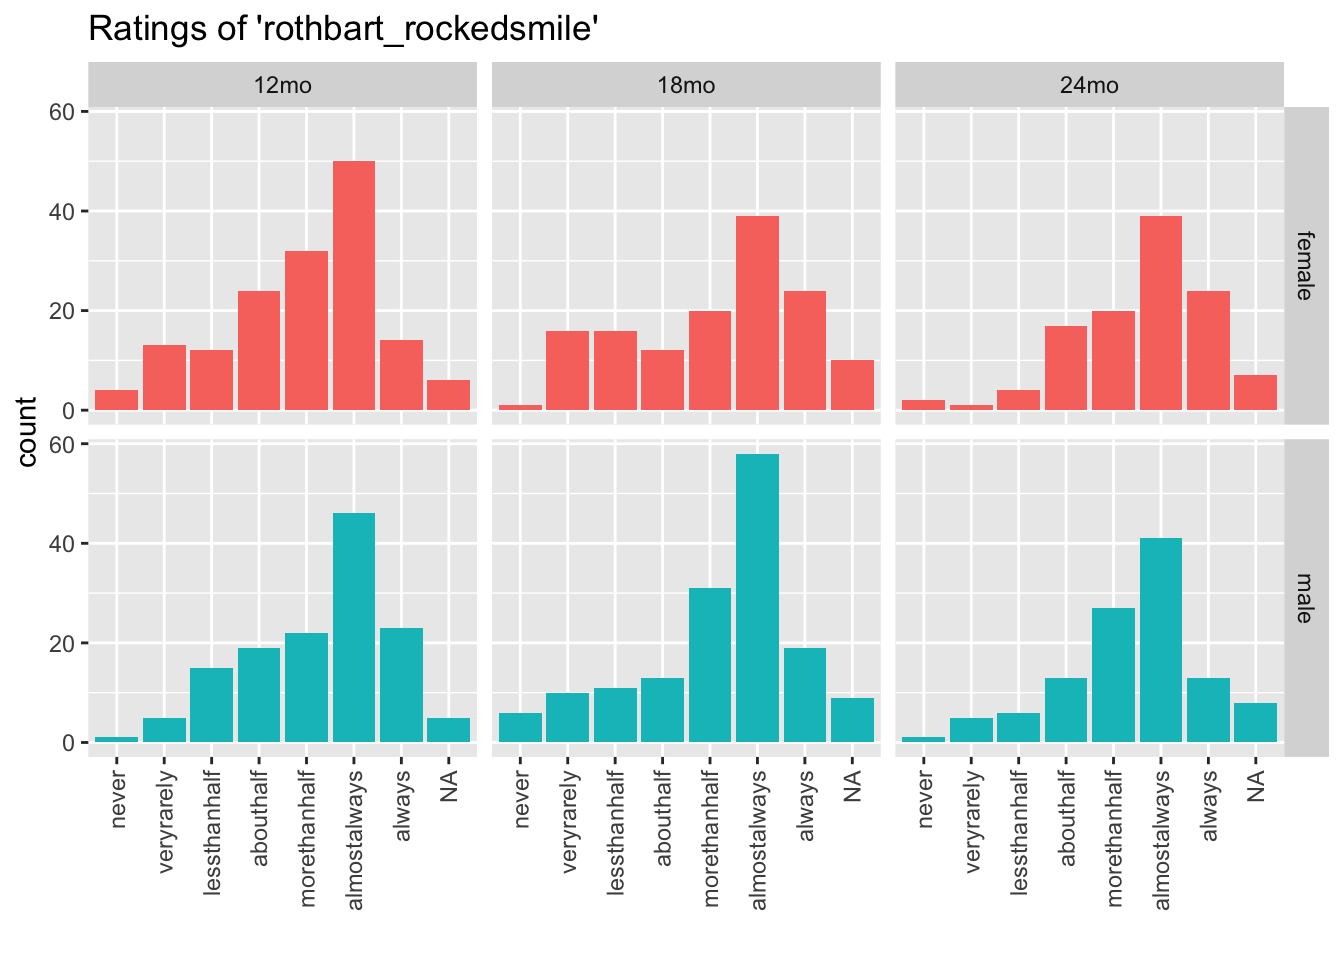 Ratings of 'rothbart_rockedsmile'
12mo 18mo 24mo
60
40
20
0
female
count
60
40
20
0
male
never veryrarely lessthanhalf abouthalf morethanhalf almostalways always NA never veryrarely lessthanhalf abouthalf morethanhalf almostalways always NA never veryrarely lessthanhalf abouthalf morethanhalf almostalways always NA